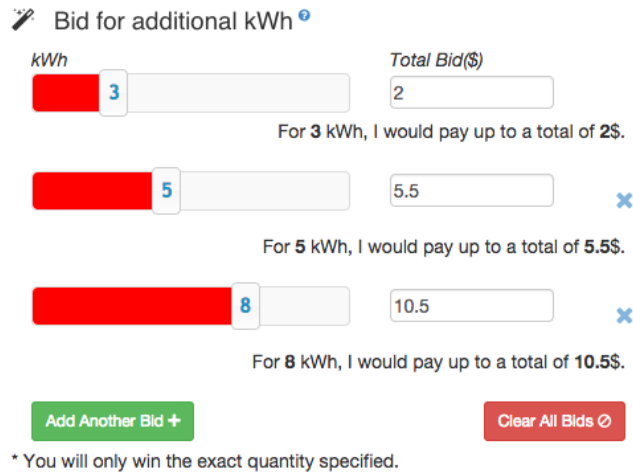 Bid for additional kWh ?
kWh Total Bid($)
3 2
For 3 kWh, I would pay up to a total of 2$.
5 5.5
For 5 kWh, I would pay up to a total of 5.5$.
8 10.5
For 8 kWh, I would pay up to a total of 10.5$.
Add Another Bid + Clear All Bids
* You will only win the exact quantity specified.